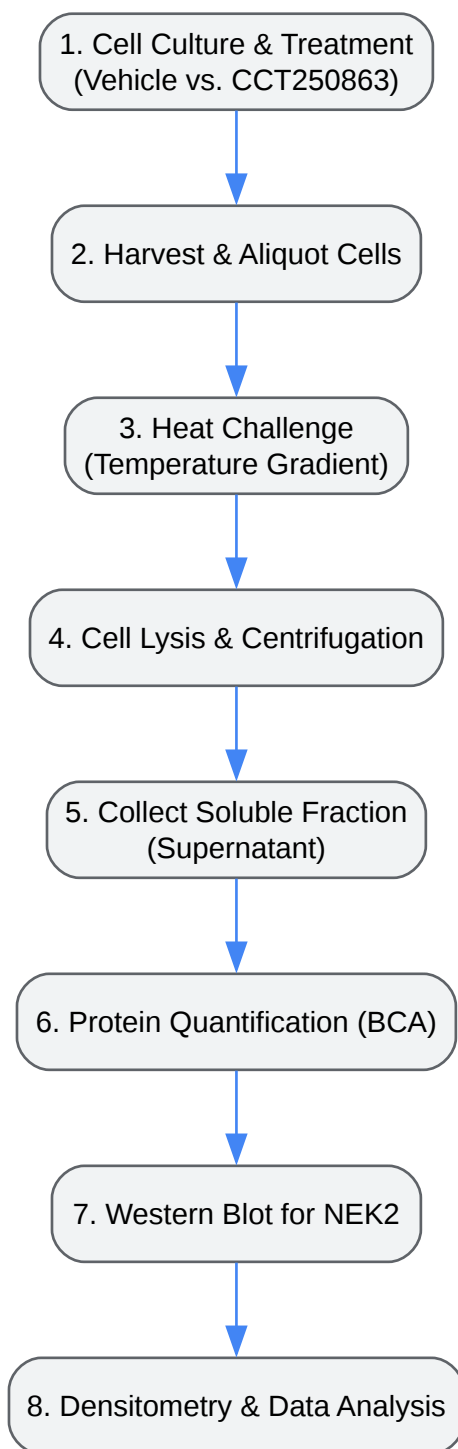 1. Cell Culture & Treatment
(Vehicle vs. CCT250863)
2. Harvest & Aliquot Cells
3. Heat Challenge
(Temperature Gradient)
4. Cell Lysis & Centrifugation
5. Collect Soluble Fraction
(Supernatant)
6. Protein Quantification (BCA)
7. Western Blot for NEK2
8. Densitometry & Data Analysis